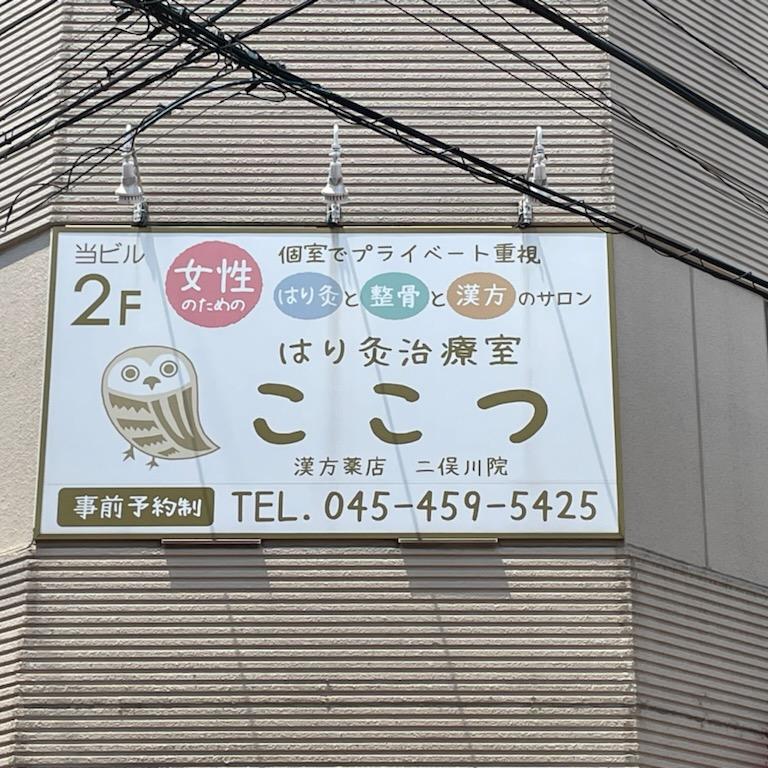 当ビル
2F
女性
のための
個室でプライベート重視
はり灸と整骨と漢方のサロン
はり灸治療室
ここつ
漢方薬店 二俣川院
事前予約制
TEL. 045-459-5425